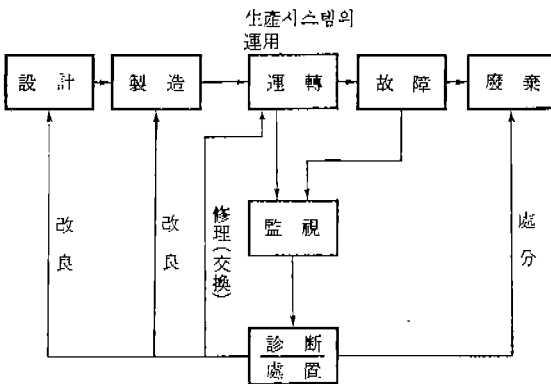 生産시스템의
運用
設計
製造
運轉
故障
廢棄
監視
改良
改良
修理(交換)
處分
診断
處置